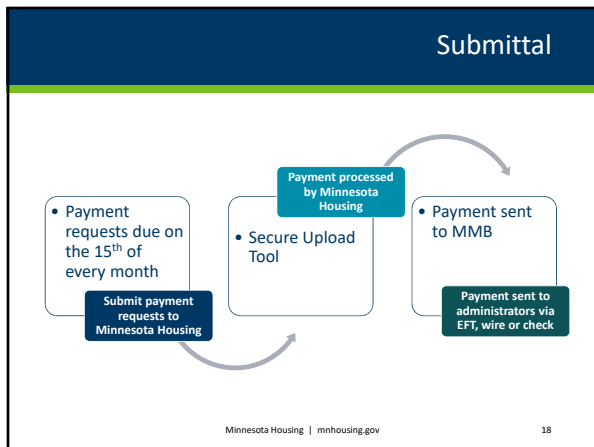 Submittal
• Payment
requests due on
the 15th of
every month
Submit payment
requests to
Minnesota Housing
Payment processed
by Minnesota
Housing
• Secure Upload
Tool
• Payment sent
to MMB
Payment sent to
administrators via
EFT, wire or check
Minnesota Housing | mnhousing.gov
18